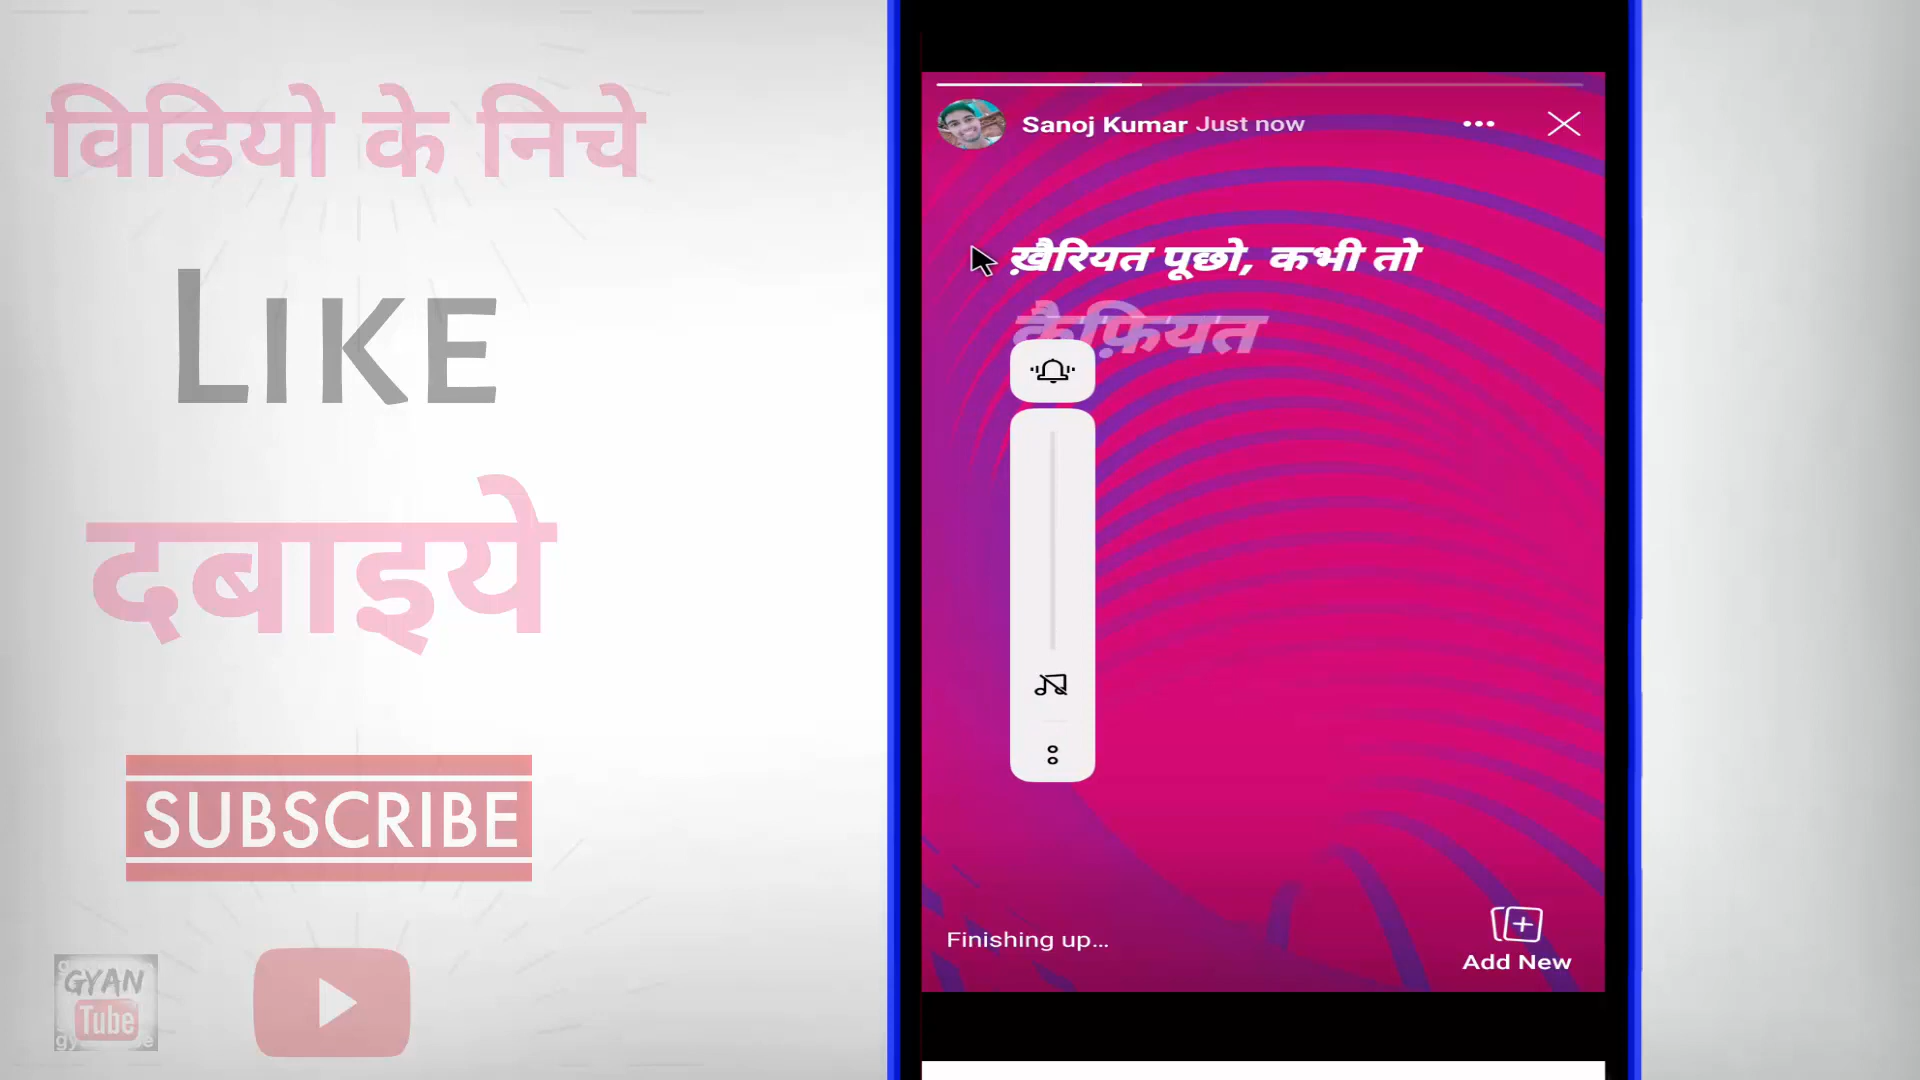 विडियो के निचे
LIKE
दबाइये
SUBSCRIBE
GYAN
Tube
Sanoj Kumar Just now
ख़ैरियत पूछो, कभी तो
कैफ़ियत
Finishing up...
Add New